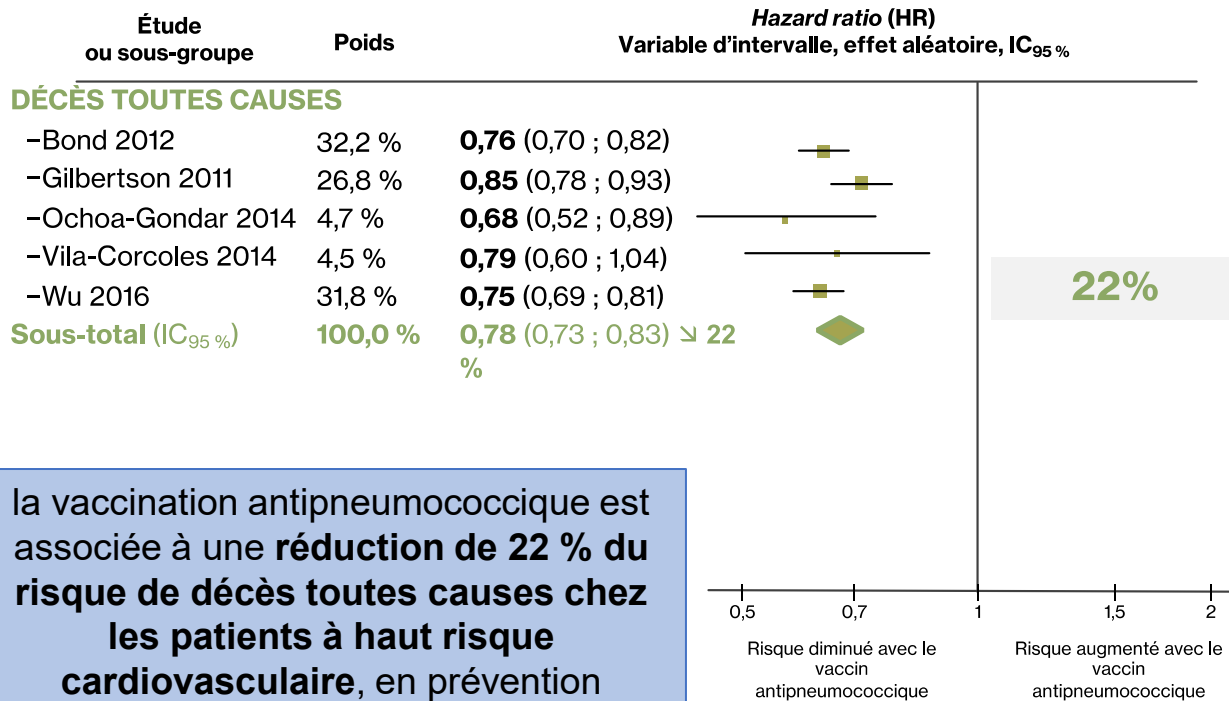 Étude
ou sous-groupe
Poids
Hazard ratio (HR)
Variable d'intervalle, effet aléatoire, IC95 %
DÉCÈS TOUTES CAUSES
–Bond 2012 32,2 % 0,76 (0,70 ; 0,82)
–Gilbertson 2011 26,8 % 0,85 (0,78 ; 0,93)
–Ochoa-Gondar 2014 4,7 % 0,68 (0,52 ; 0,89)
–Vila-Corcoles 2014 4,5 % 0,79 (0,60 ; 1,04)
–Wu 2016 31,8 % 0,75 (0,69 ; 0,81)
Sous-total (IC95 %) 100,0 % 0,78 (0,73 ; 0,83) ↘ 22
%
22%
la vaccination antipneumococcique est
associée à une réduction de 22 % du
risque de décès toutes causes chez
les patients à haut risque
cardiovasculaire, en prévention
0,5 0,7 1 1,5 2
Risque diminué avec le
vaccin
antipneumococcique
Risque augmenté avec le
vaccin
antipneumococcique